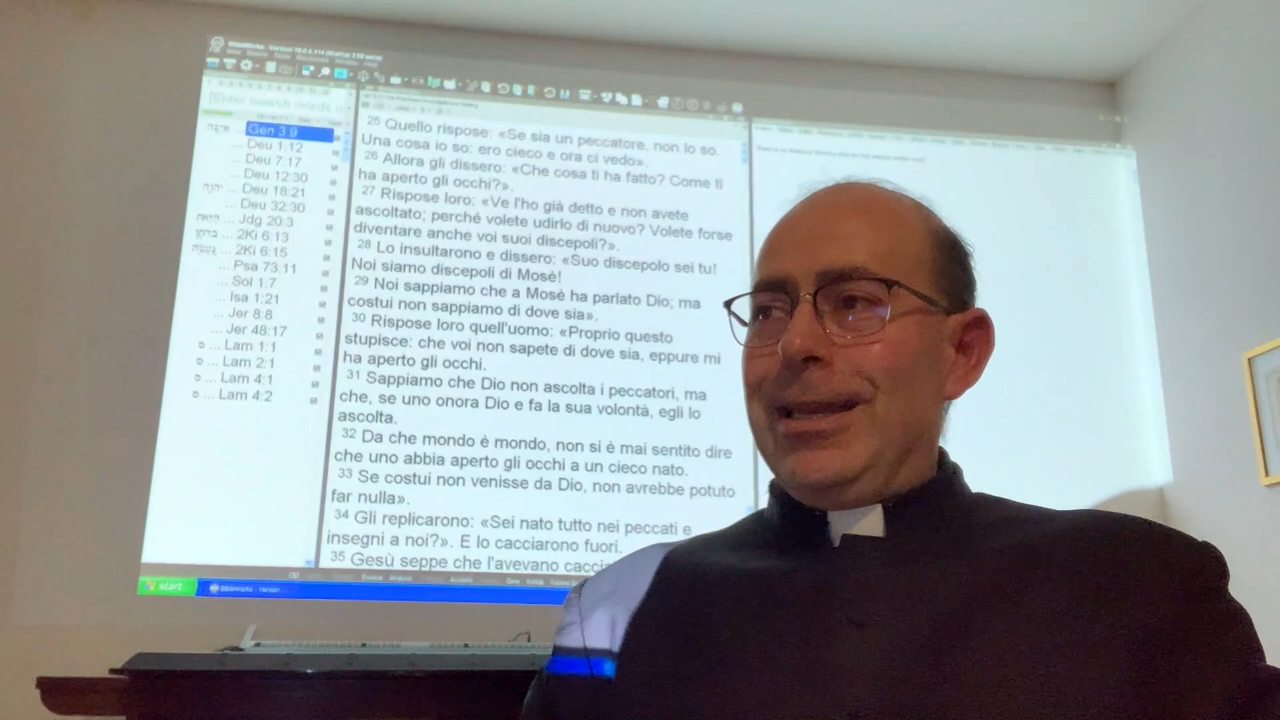 BibleWorks - Version 10.0.4.114
[Enter search words
Gen 3:9
... Deu 1:12
... Deu 7:17
... Deu 12:30
... Deu 18:21
... Deu 32:30
... Jdg 20:3
... 2Ki 6:13
... 2Ki 6:15
... Psa 73:11
... Sol 1:7
... Isa 1:21
... Jer 8:8
... Jer 48:17
... Lam 1:1
... Lam 2:1
... Lam 4:1
... Lam 4:2
25 Quello rispose: «Se sia un peccatore, non lo so.
Una cosa io so: ero cieco e ora ci vedo».
26 Allora gli dissero: «Che cosa ti ha fatto? Come ti
ha aperto gli occhi?».
27 Rispose loro: «Ve l'ho già detto e non avete
ascoltato; perché volete udirlo di nuovo? Volete forse
diventare anche voi suoi discepoli?».
28 Lo insultarono e dissero: «Suo discepolo sei tu!
Noi siamo discepoli di Mosè!
29 Noi sappiamo che a Mosè ha parlato Dio; ma
costui non sappiamo di dove sia».
30 Rispose loro quell'uomo: «Proprio questo
stupisce: che voi non sapete di dove sia, eppure mi
ha aperto gli occhi.
31 Sappiamo che Dio non ascolta i peccatori, ma
che, se uno onora Dio e fa la sua volontà, egli lo
ascolta.
32 Da che mondo è mondo, non si è mai sentito dire
che uno abbia aperto gli occhi a un cieco nato.
33 Se costui non venisse da Dio, non avrebbe potuto
far nulla».
34 Gli replicarono: «Sei nato tutto nei peccati e
insegni a noi?». E lo cacciarono fuori.
35 Gesù seppe che l'avevano cacci
start